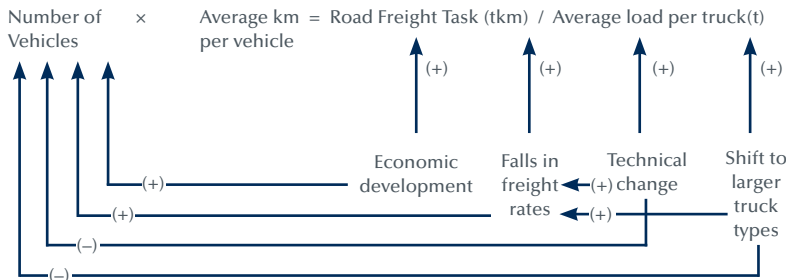 Number of Vehicles × Average km per vehicle = Road Freight Task (tkm) / Average load per truck(t)
(+) (+) (+) (+)
Economic development
Falls in freight rates
Technical change
Shift to larger truck types
(+) (+)
(+) (+)
(–)
(–)